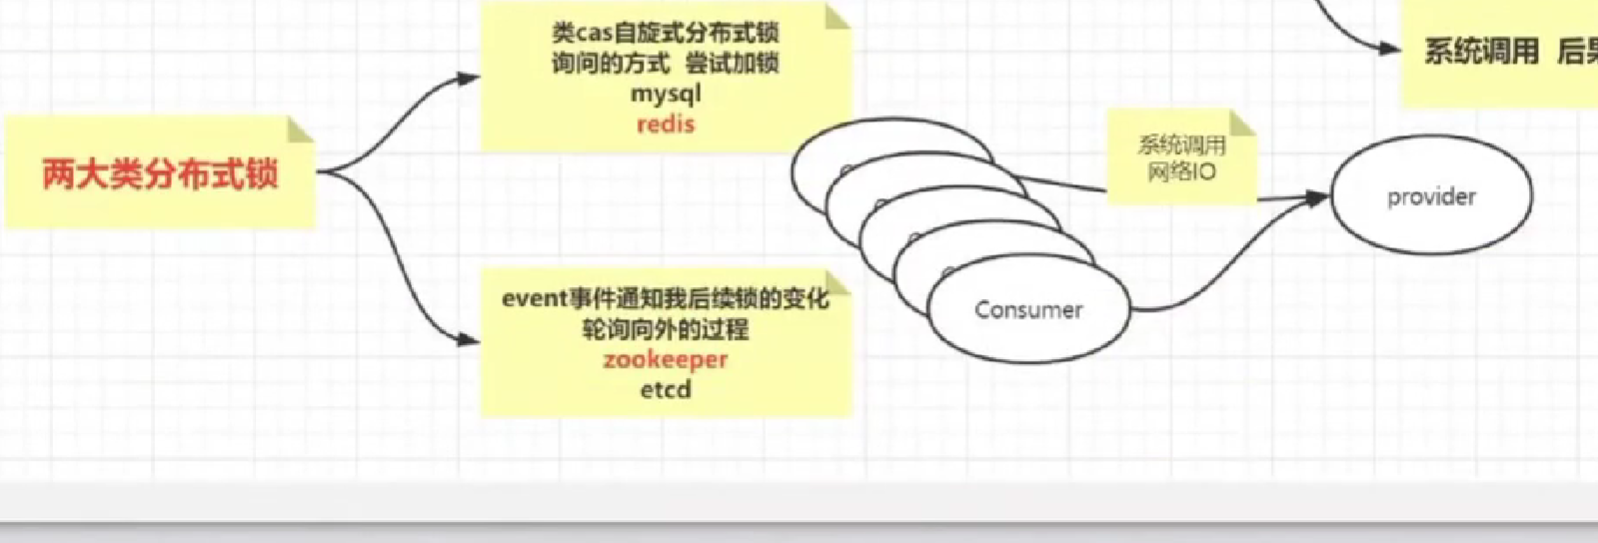 类cas自旋式分布式锁
询问的方式 尝试加锁
mysql
redis
两大类分布式锁
event事件通知我后续锁的变化
轮询向外的过程
zookeeper
etcd
Consumer
系统调用
网络IO
provider
系统调用 后果